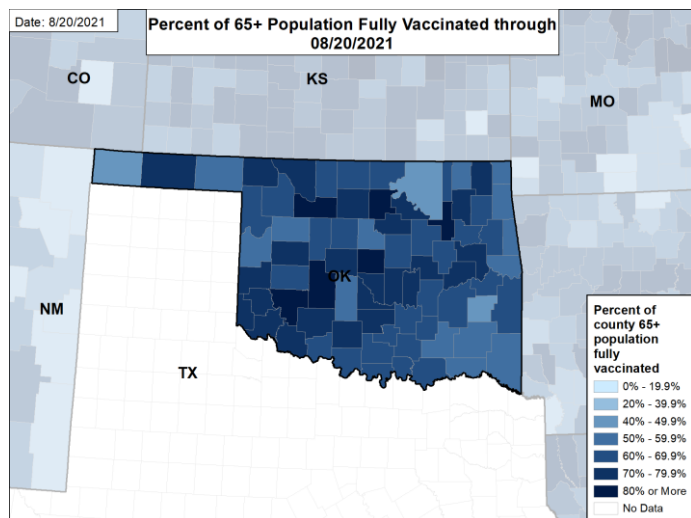 Date: 8/20/2021
Percent of 65+ Population Fully Vaccinated through
08/20/2021
CO
KS
MO
NM
OK
TX
Percent of
county 65+
population
fully
vaccinated
0% - 19.9%
20% - 39.9%
40% - 49.9%
50% - 59.9%
60% - 69.9%
70% - 79.9%
80% or More
No Data